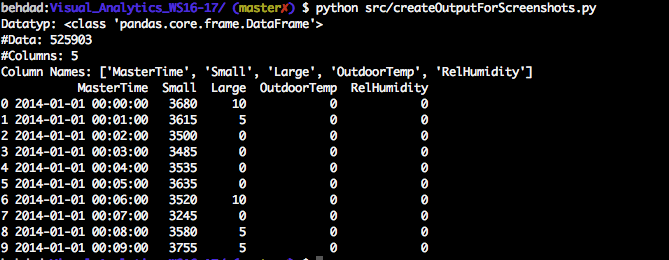 behdad:Visual_Analytics_WS16-17/ (master✗) $ python src/createOutputForScreenshots.py
Datatyp: <class 'pandas.core.frame.DataFrame'>
#Data: 525903
#Columns: 5
Column Names: ['MasterTime', 'Small', 'Large', 'OutdoorTemp', 'RelHumidity']
MasterTime Small Large OutdoorTemp RelHumidity
0 2014-01-01 00:00:00 3680 10 0 0
1 2014-01-01 00:01:00 3615 5 0 0
2 2014-01-01 00:02:00 3500 0 0 0
3 2014-01-01 00:03:00 3485 0 0 0
4 2014-01-01 00:04:00 3535 0 0 0
5 2014-01-01 00:05:00 3635 0 0 0
6 2014-01-01 00:06:00 3520 10 0 0
7 2014-01-01 00:07:00 3245 0 0 0
8 2014-01-01 00:08:00 3580 5 0 0
9 2014-01-01 00:09:00 3755 5 0 0